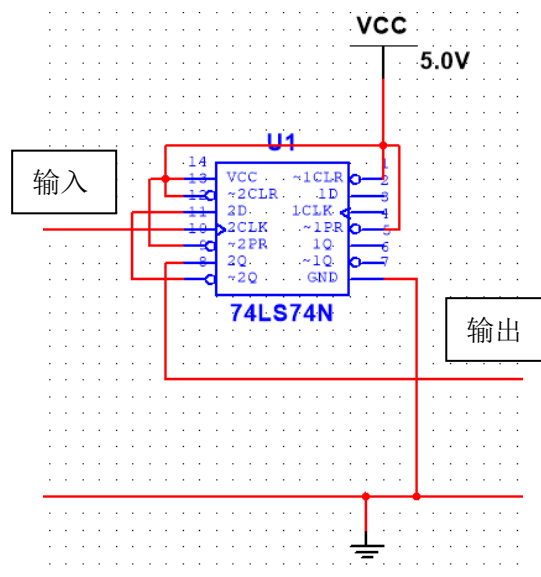 VCC
5.0V
U1
输入
14
13
12
11
10
9
8
VCC
~2CLR
2D
2CLK
~2PR
2Q
~2Q
~1CLR
1D
1CLK
~1PR
1Q
~1Q
GND
1
2
3
4
5
6
7
74LS74N
输出